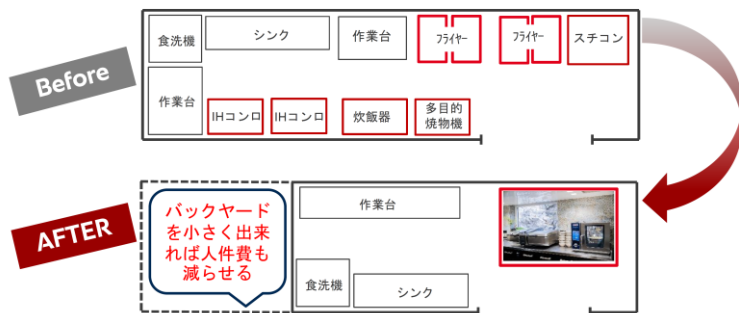 Before
食洗機
シンク
作業台
フライヤー
フライヤー
スチコン
作業台
IHコンロ
IHコンロ
炊飯器
多目的
焼物機
AFTER
バックヤード
を小さく出来
れば人件費も
減らせる
作業台
食洗機
シンク